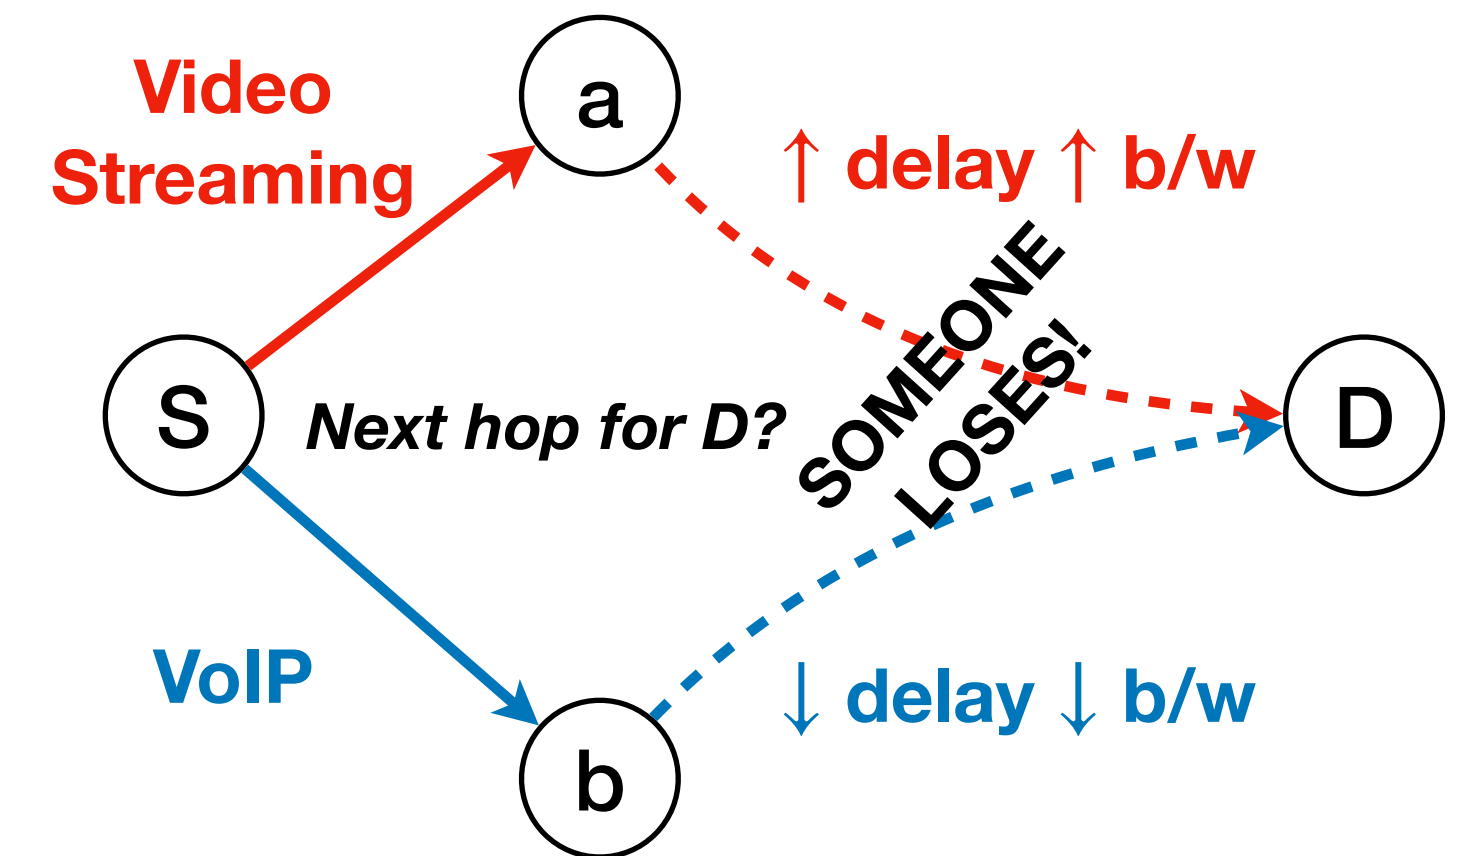 Video
Streaming
a
↑ delay ↑ b/w
SOMEONE
LOSES!
S
Next hop for D?
D
VoIP
↓ delay ↓ b/w
b